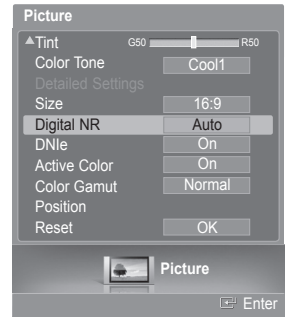 Picture
▲Tint G50 R50
Color Tone Cool1
Detailed Settings
Size 16:9
Digital NR Auto
DNIe On
Active Color On
Color Gamut Normal
Position
Reset OK
Picture
Enter